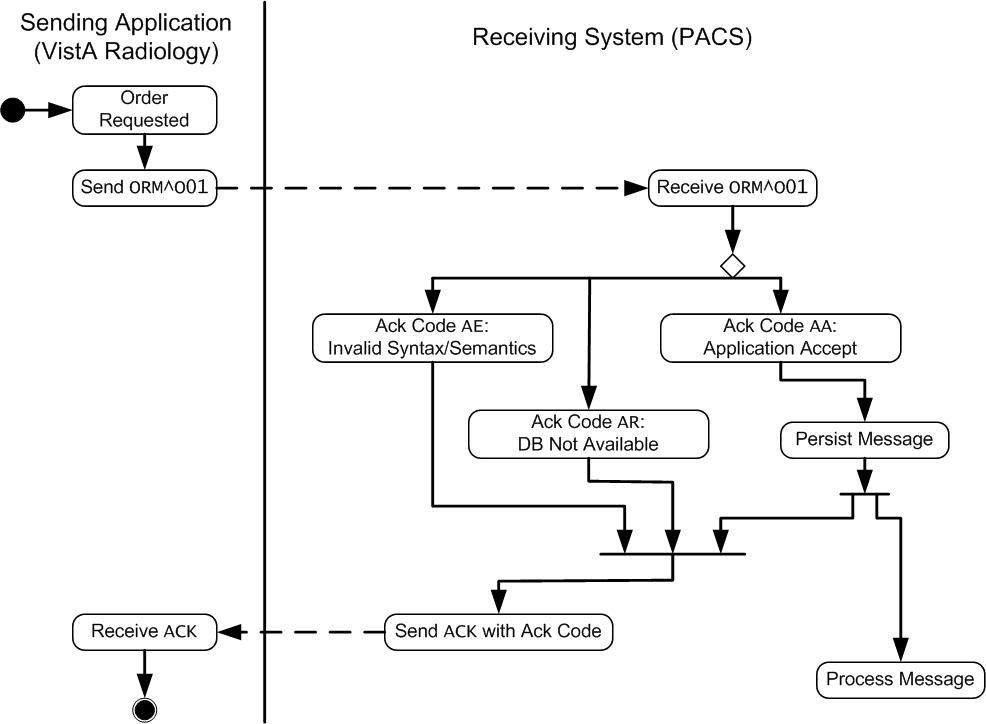 Sending Application
(VistA Radiology)
Receiving System (PACS)
Order
Requested
Send ORM^O01
Receive ORM^O01
Ack Code AE:
Invalid Syntax/Semantics
Ack Code AA:
Application Accept
Ack Code AR:
DB Not Available
Persist Message
Receive ACK
Send ACK with Ack Code
Process Message